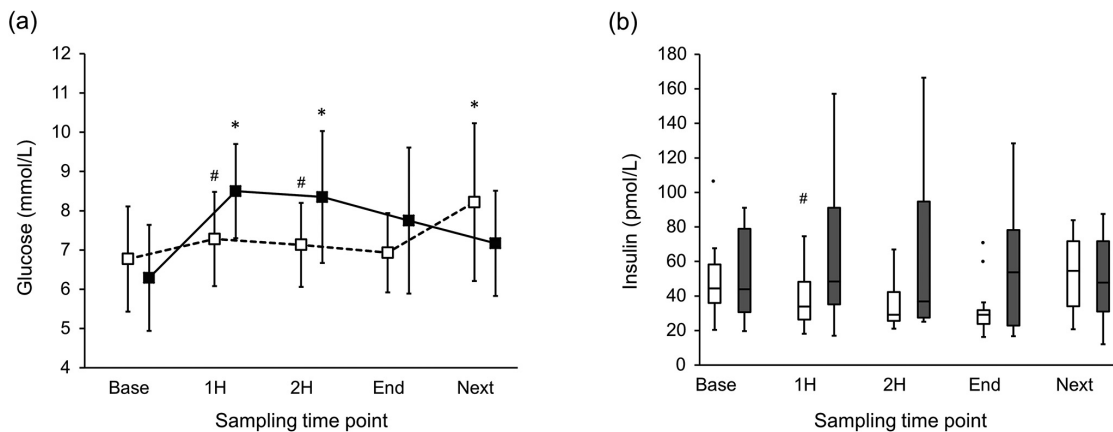 (a)
12
11
10
9
8
7
6
5
4
Glucose (mmol/L)
# * # * *
Base 1H 2H End Next
Sampling time point
(b)
180
160
140
120
100
80
60
40
20
0
Insulin (pmol/L)
#
Base 1H 2H End Next
Sampling time point